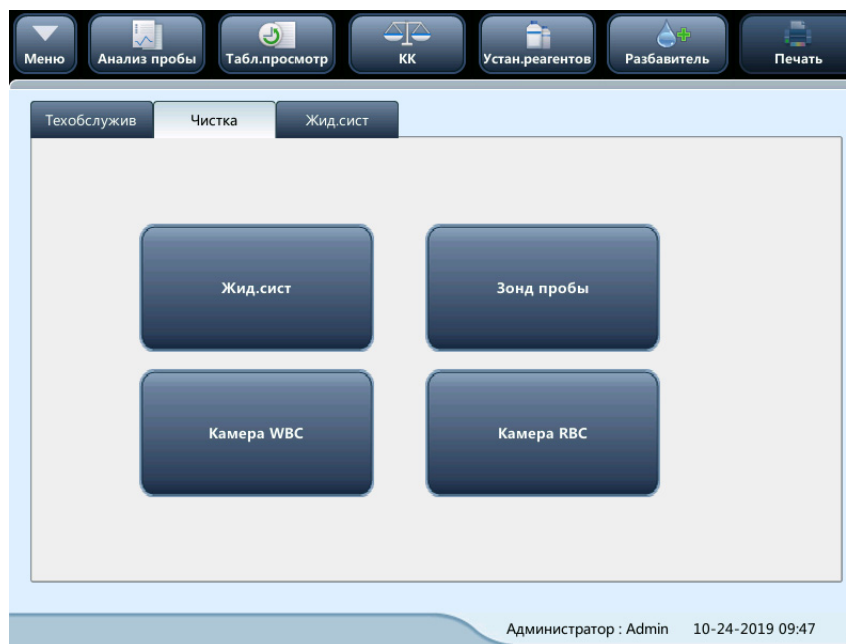 Меню
Анализ пробы
Табл.просмотр
КК
Устан.реагентов
Разбавитель
Печать
Техобслужив
Чистка
Жид.сист
Жид.сист
Зонд пробы
Камера WBC
Камера RBC
Администратор : Admin
10-24-2019 09:47